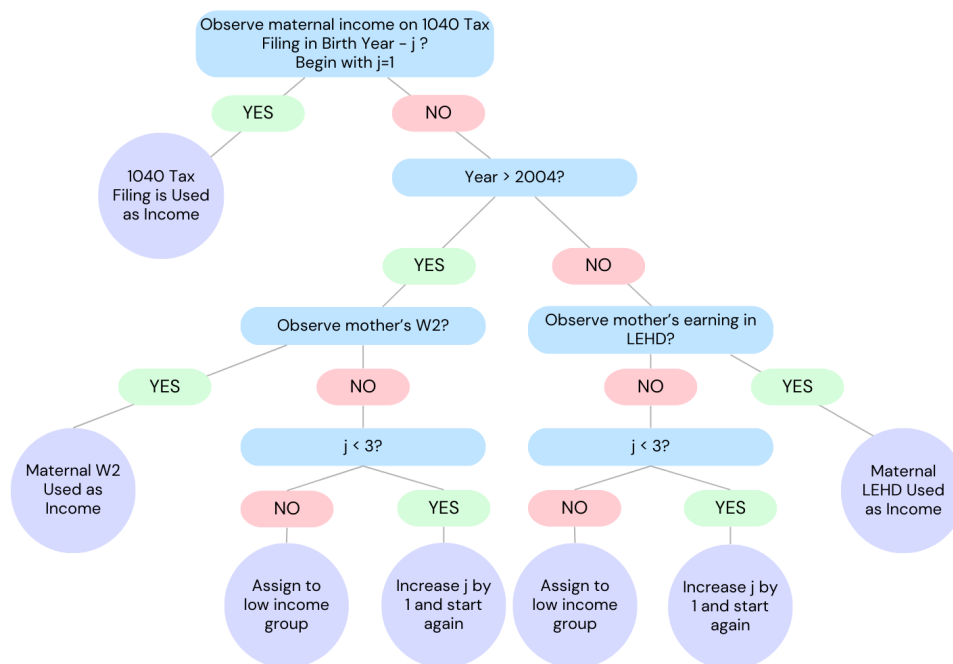 Observe maternal income on 1040 Tax
Filing in Birth Year - j ?
Begin with j=1
YES
NO
1040 Tax
Filing is Used
as Income
Year > 2004?
YES
NO
Observe mother's W2?
Observe mother's earning in
LEHD?
YES
NO
NO
YES
Maternal W2
Used as
Income
j < 3?
j < 3?
Maternal
LEHD Used
as Income
NO
YES
NO
YES
Assign to
low income
group
Increase j by
1 and start
again
Assign to
low income
group
Increase j by
1 and start
again